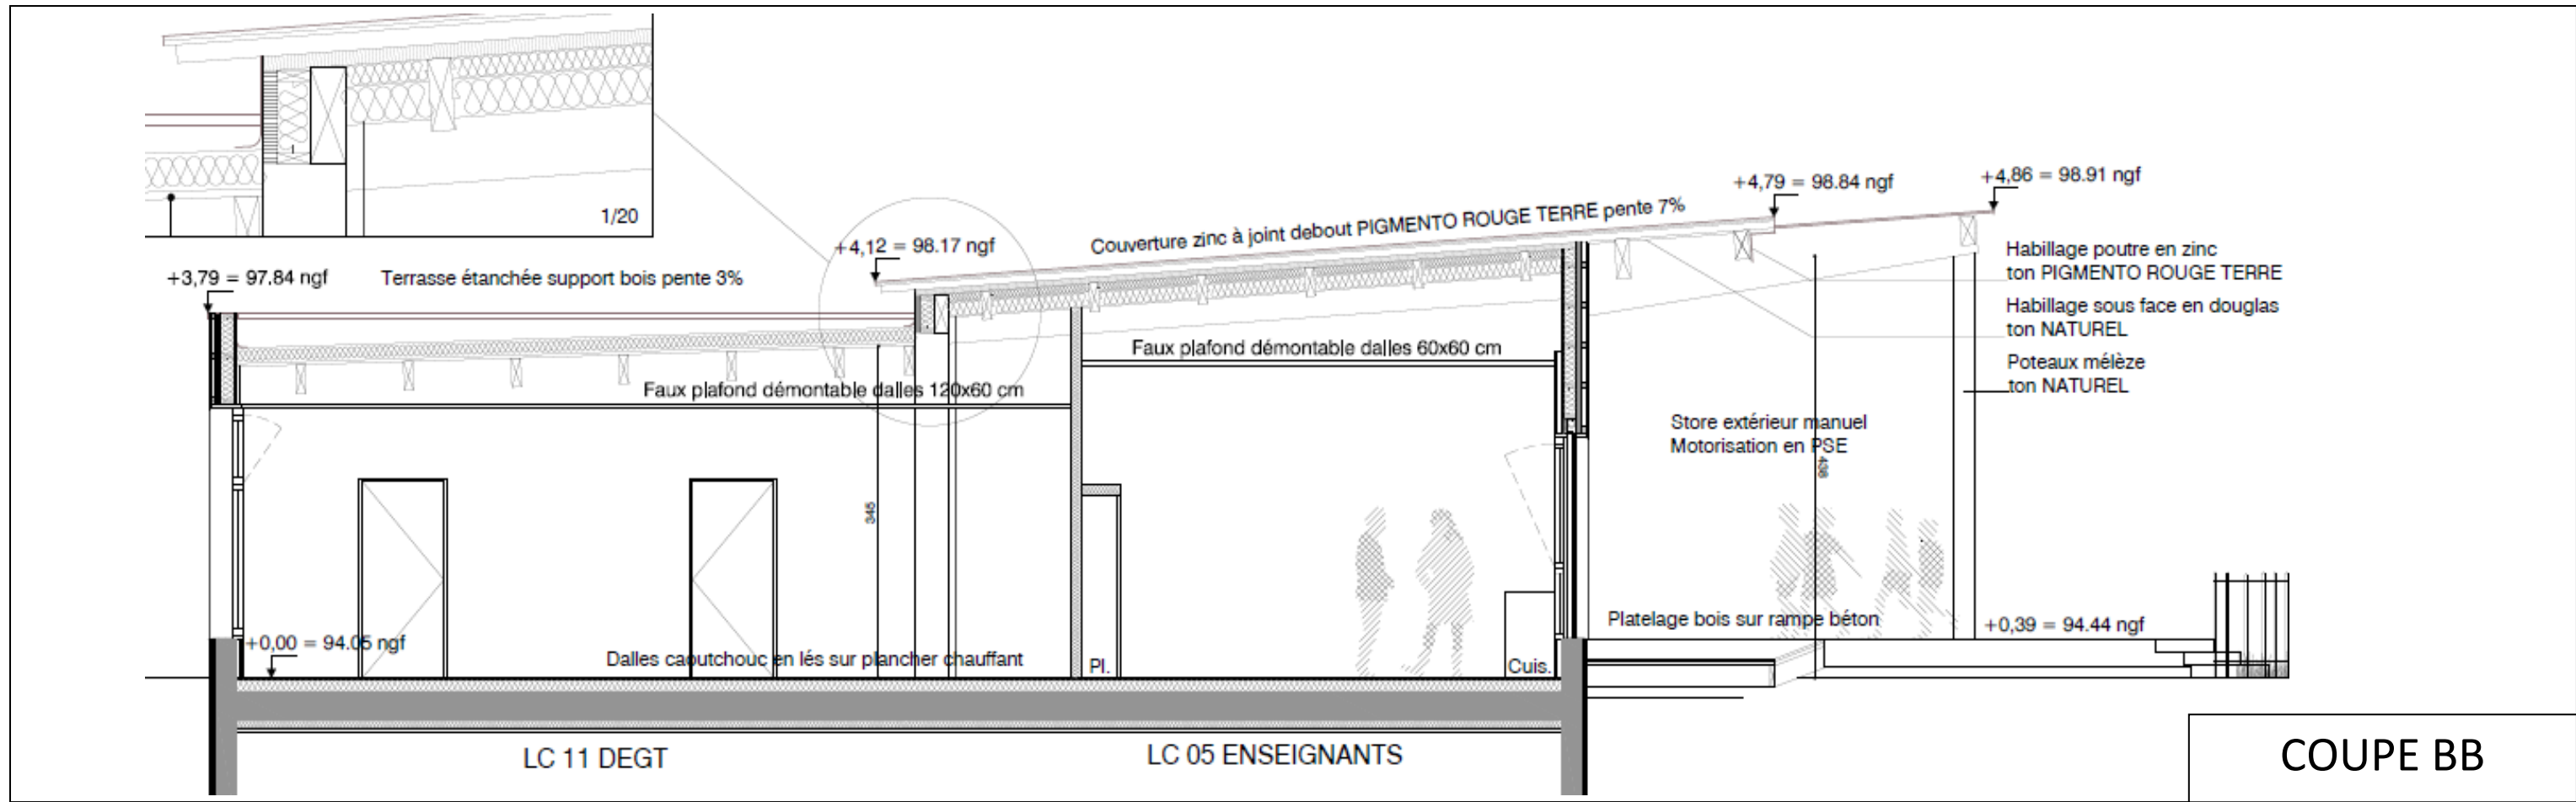 1/20
+4,79 = 98.84 ngf
+4,86 = 98.91 ngf
Couverture zinc à joint debout PIGMENTO ROUGE TERRE pente 7%
+4,12 = 98.17 ngf
+3,79 = 97.84 ngf
Terrasse étanchée support bois pente 3%
Habillage poutre en zinc
ton PIGMENTO ROUGE TERRE
Habillage sous face en douglas
ton NATUREL
Poteaux mélèze
ton NATUREL
Faux plafond démontable dalles 60x60 cm
Faux plafond démontable dalles 120x60 cm
Store extérieur manuel
Motorisation en PSE
438
345
Platelage bois sur rampe béton
+0,39 = 94.44 ngf
+0,00 = 94.05 ngf
Dalles caoutchouc en lés sur plancher chauffant
Pl.
Cuis.
LC 11 DEGT
LC 05 ENSEIGNANTS
COUPE BB